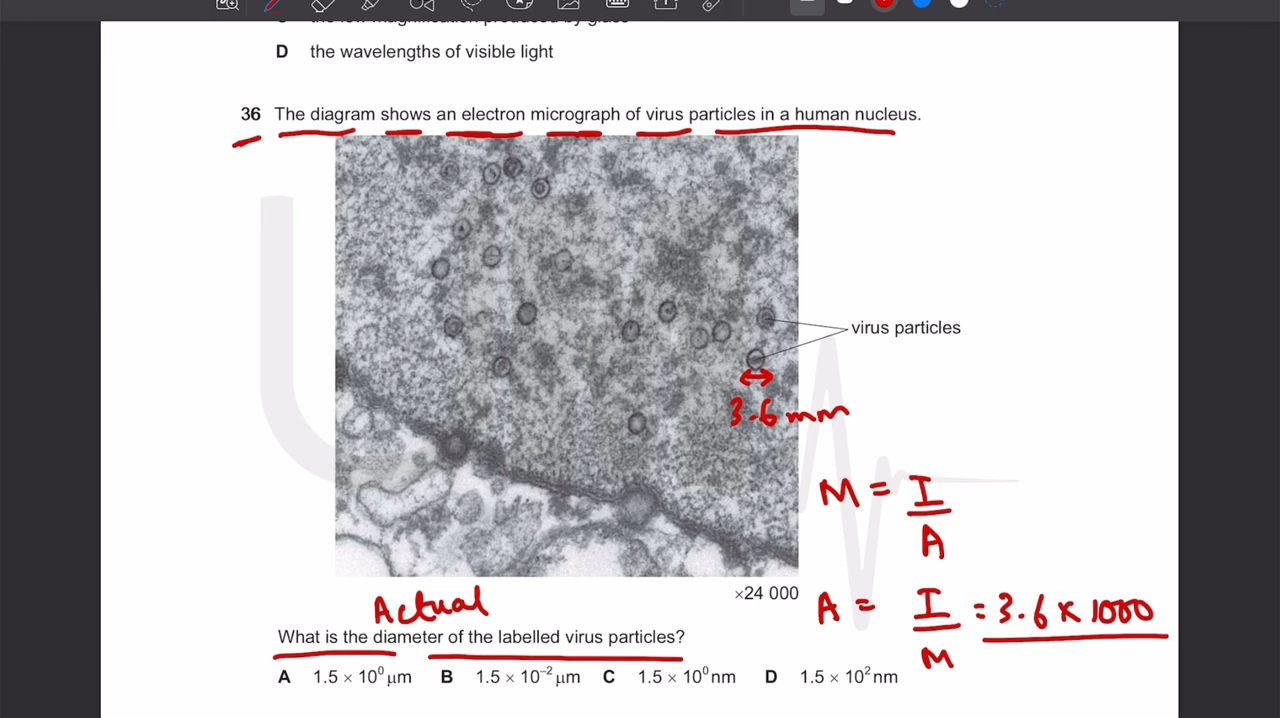 D the wavelengths of visible light
36 The diagram shows an electron micrograph of virus particles in a human nucleus.
virus particles
3.6 mm
M = I
A
×24 000
Actual
A = I = 3.6 × 1000
M
What is the diameter of the labelled virus particles?
A 1.5 × 10⁰ μm B 1.5 × 10⁻² μm C 1.5 × 10⁰ nm D 1.5 × 10² nm